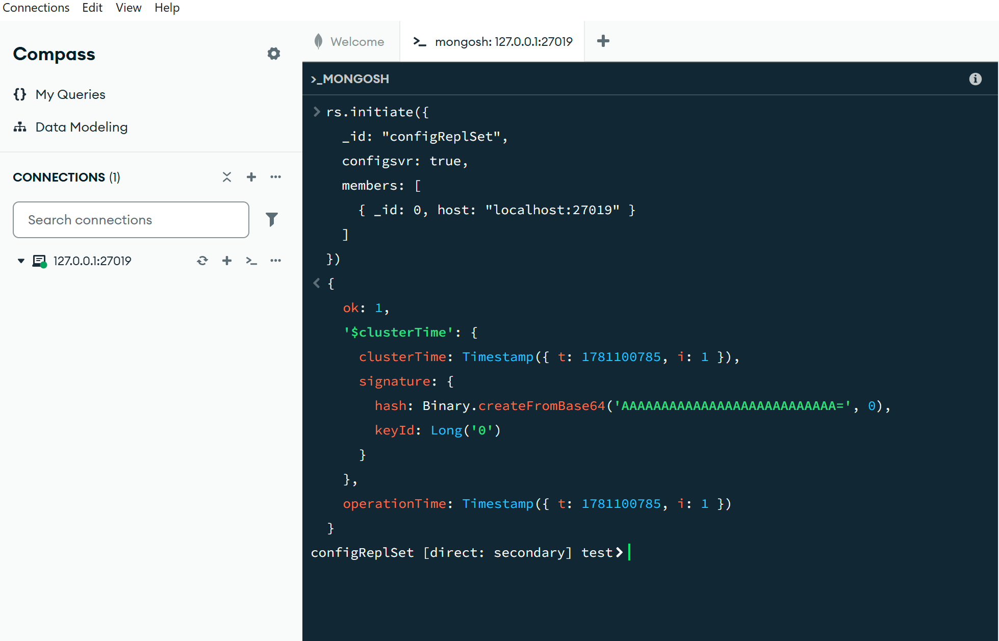 Connections Edit View Help
Compass
My Queries
Data Modeling
CONNECTIONS (1)
Search connections
127.0.0.1:27019
Welcome
mongosh: 127.0.0.1:27019
>_MONGOSH
rs.initiate({
_id: "configReplSet",
configsvr: true,
members: [
{ _id: 0, host: "localhost:27019" }
]
})
{
ok: 1,
'$clusterTime': {
clusterTime: Timestamp({ t: 1781100785, i: 1 }),
signature: {
hash: Binary.createFromBase64('AAAAAAAAAAAAAAAAAAAAAAAAAAA=', 0),
keyId: Long('0')
}
},
operationTime: Timestamp({ t: 1781100785, i: 1 })
}
configReplSet [direct: secondary] test>